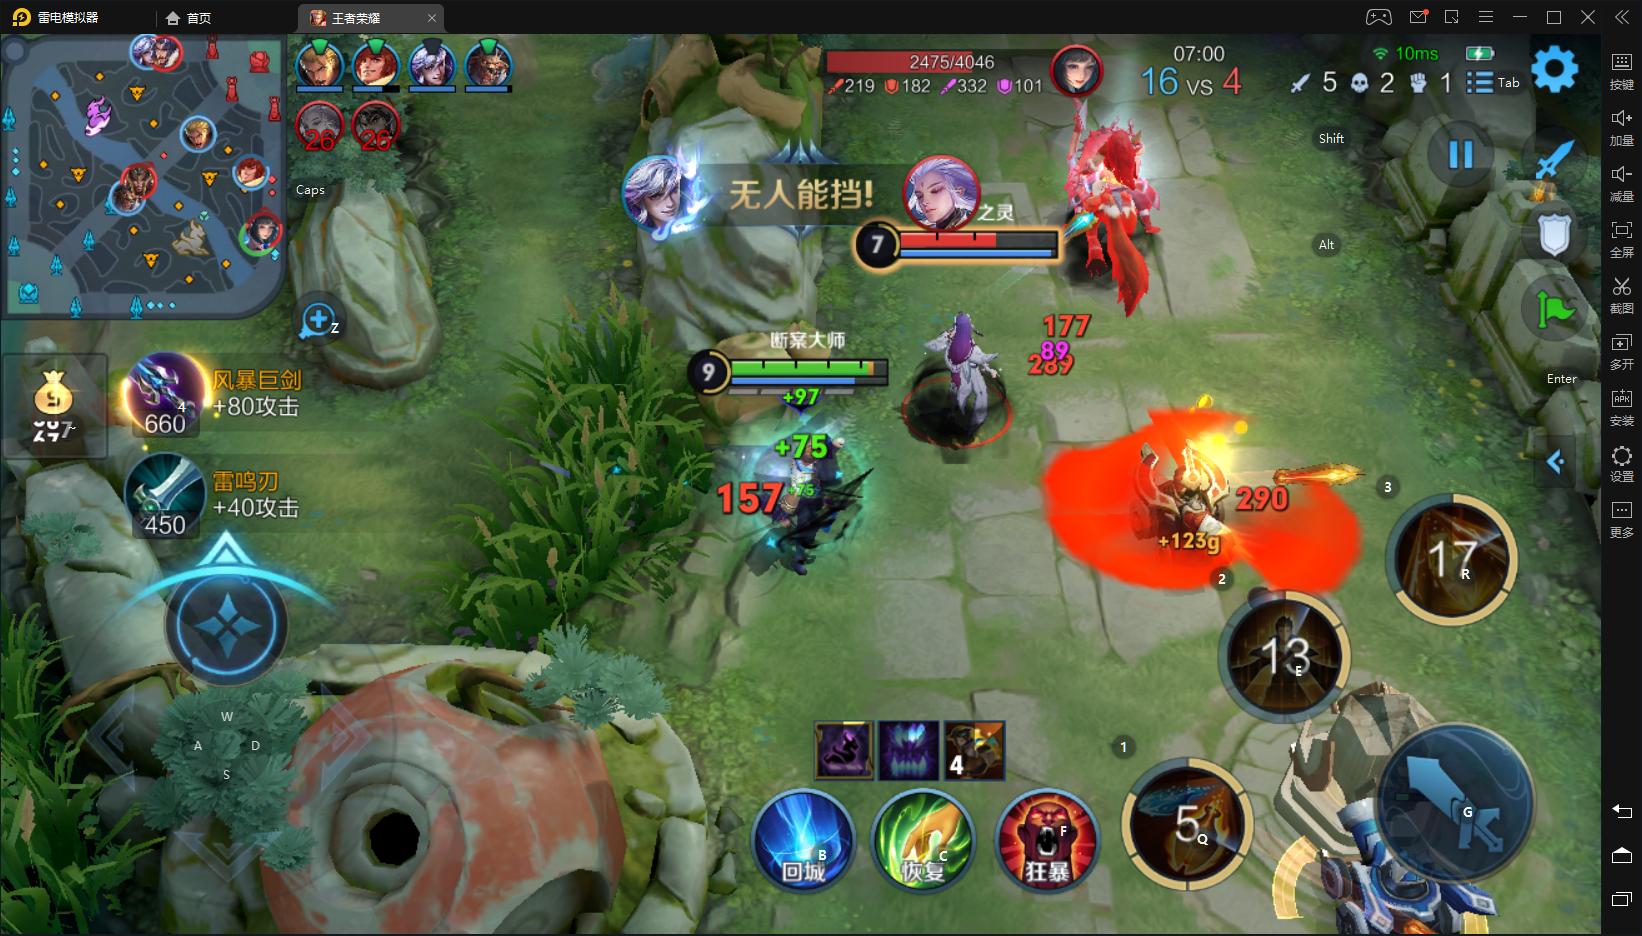 雷电模拟器
首页
王者荣耀
2475/4046
219 182 332 101
07:00
16 vs 4
10ms
5 2 1 Tab
26 26
Caps
Shift
Alt
Enter
无人能挡!
之灵
7
断案大师
9
+97
+75
+75
157
177
89
289
290
+123g
Z
风暴巨剑
+80攻击
4
660
雷鸣刃
+40攻击
450
W
A D
S
4
回城 B
恢复 C
狂暴 F
1
5 Q
2
13 E
3
17 R
G
按键
加量
减量
全屏
截图
多开
APK
安装
设置
更多